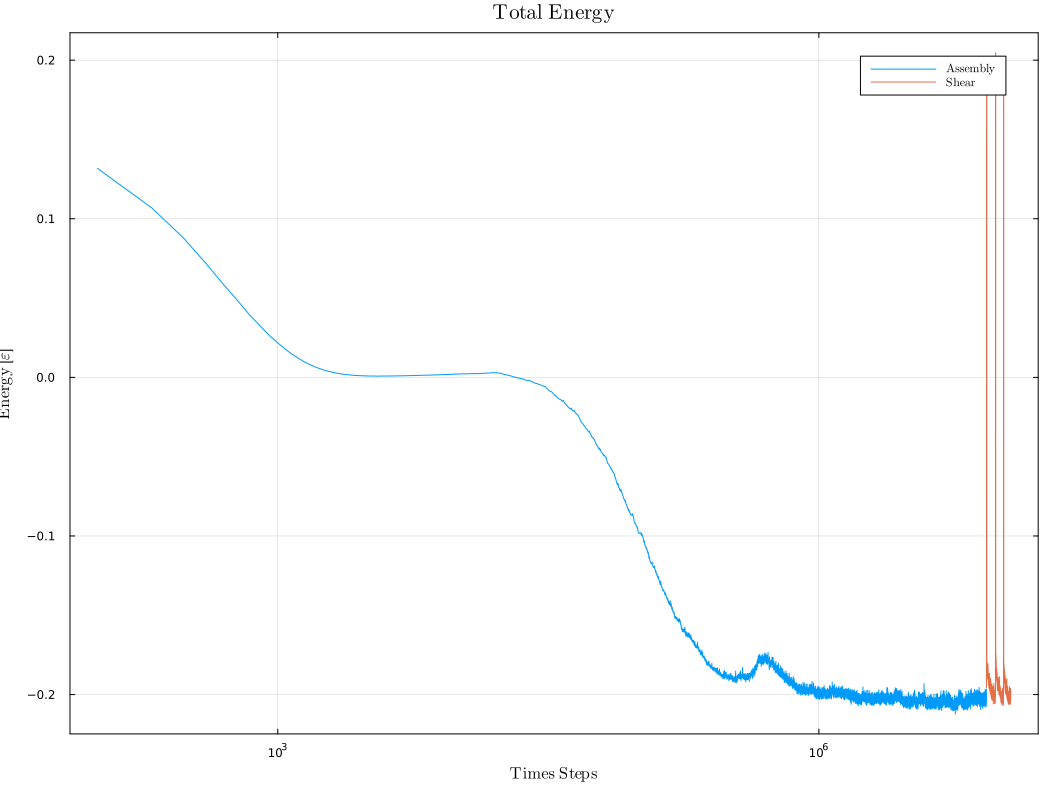 Total Energy
Assembly
Shear
0.2
0.1
0.0
−0.1
−0.2
Energy [ε]
10³
10⁶
Times Steps